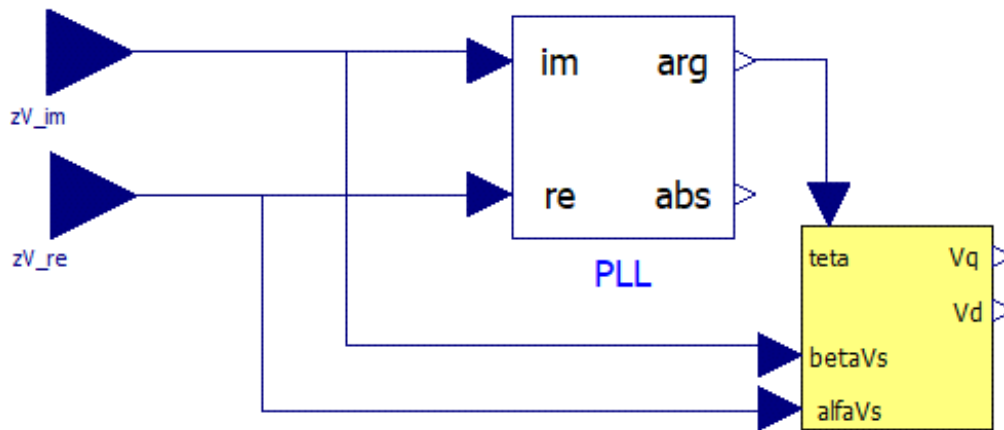 zV_im
im
arg
zV_re
re
abs
PLL
teta
Vq
Vd
betaVs
alfaVs